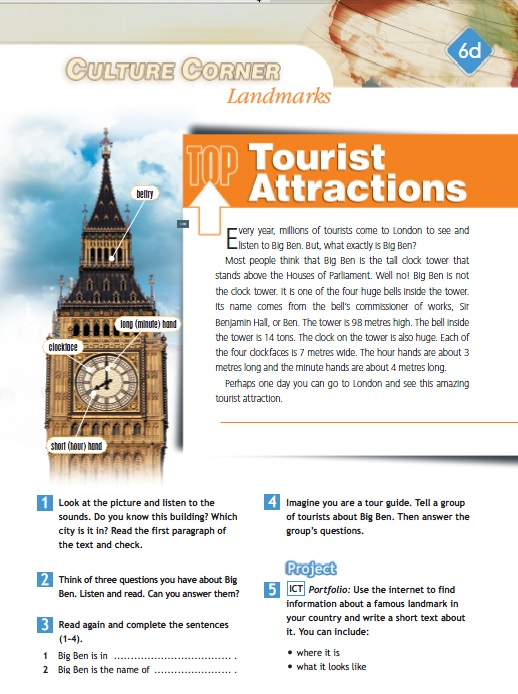 6d
CULTURE CORNER
Landmarks
TOP Tourist
Attractions
belfry
long (minute) hand
clockface
short (hour) hand
Every year, millions of tourists come to London to see and
listen to Big Ben. But, what exactly is Big Ben?
Most people think that Big Ben is the tall clock tower that
stands above the Houses of Parliament. Well no! Big Ben is not
the clock tower. It is one of the four huge bells inside the tower.
Its name comes from the bell's commissioner of works, Sir
Benjamin Hall, or Ben. The tower is 98 metres high. The bell inside
the tower is 14 tons. The clock on the tower is also huge. Each of
the four clockfaces is 7 metres wide. The hour hands are about 3
metres long and the minute hands are about 4 metres long.
Perhaps one day you can go to London and see this amazing
tourist attraction.
1 Look at the picture and listen to the
sounds. Do you know this building? Which
city is it in? Read the first paragraph of
the text and check.
2 Think of three questions you have about Big
Ben. Listen and read. Can you answer them?
3 Read again and complete the sentences
(1-4).
1 Big Ben is in .................................. .
2 Big Ben is the name of ...................... .
4 Imagine you are a tour guide. Tell a group
of tourists about Big Ben. Then answer the
group's questions.
Project
5 ICT Portfolio: Use the internet to find
information about a famous landmark in
your country and write a short text about
it. You can include:
• where it is
• what it looks like